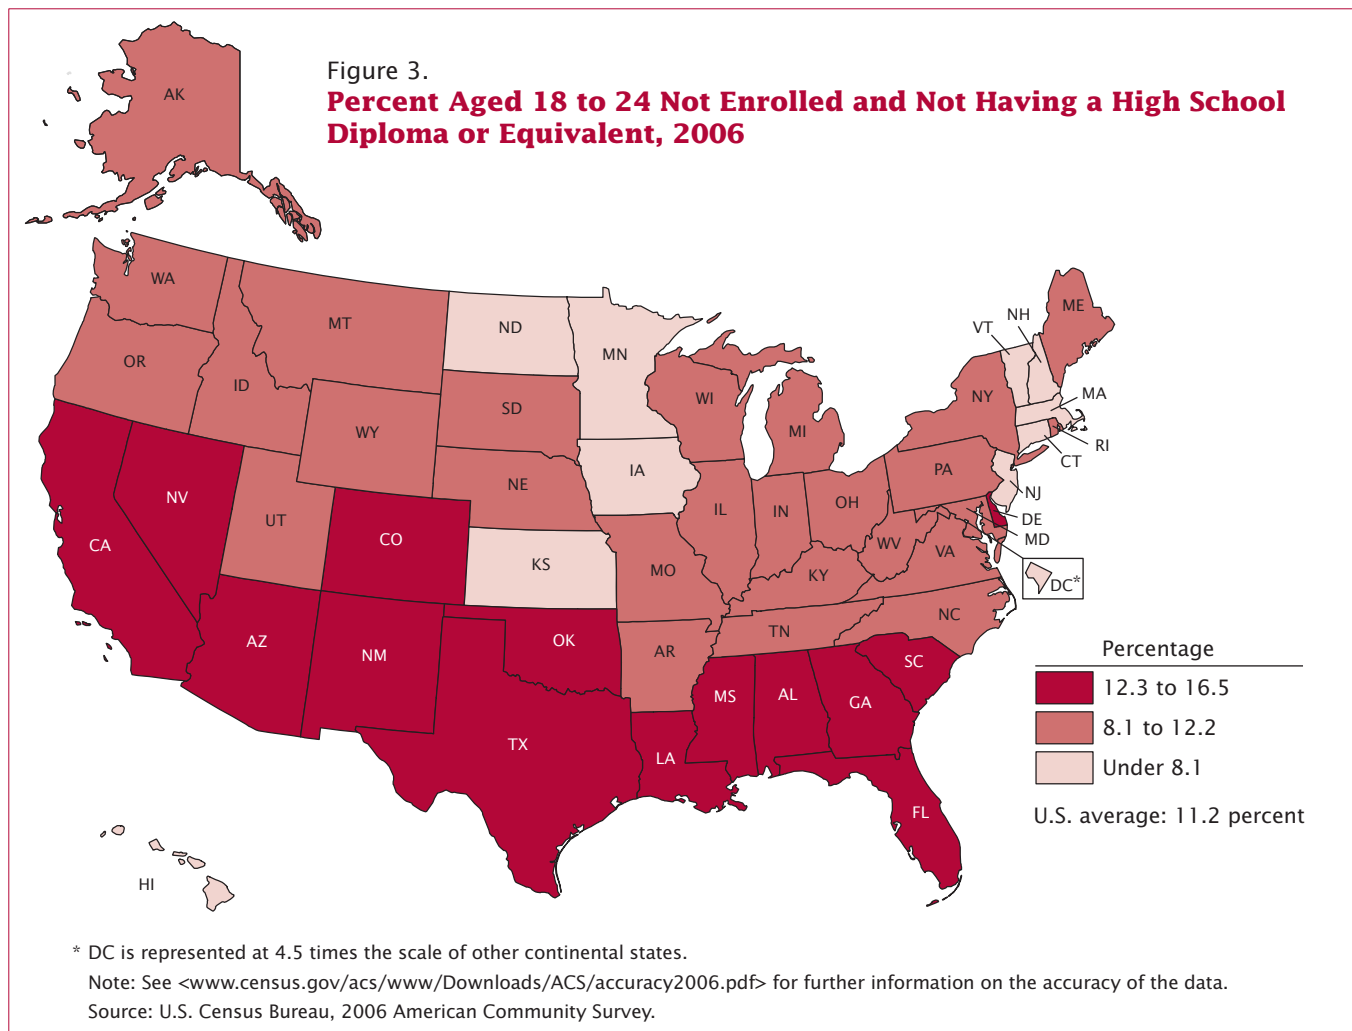 Figure 3.
Percent Aged 18 to 24 Not Enrolled and Not Having a High School
Diploma or Equivalent, 2006
AK
WA
MT
ND
MN
OR
ID
WY
SD
WI
MI
NY
VT
NH
ME
MA
RI
CT
NJ
DE
MD
DC*
PA
NE
IA
IL
IN
OH
NV
UT
CO
KS
MO
KY
WV
VA
CA
AZ
NM
OK
AR
TN
NC
SC
TX
LA
MS
AL
GA
FL
HI
Percentage
12.3 to 16.5
8.1 to 12.2
Under 8.1
U.S. average: 11.2 percent
* DC is represented at 4.5 times the scale of other continental states.
Note: See <www.census.gov/acs/www/Downloads/ACS/accuracy2006.pdf> for further information on the accuracy of the data.
Source: U.S. Census Bureau, 2006 American Community Survey.